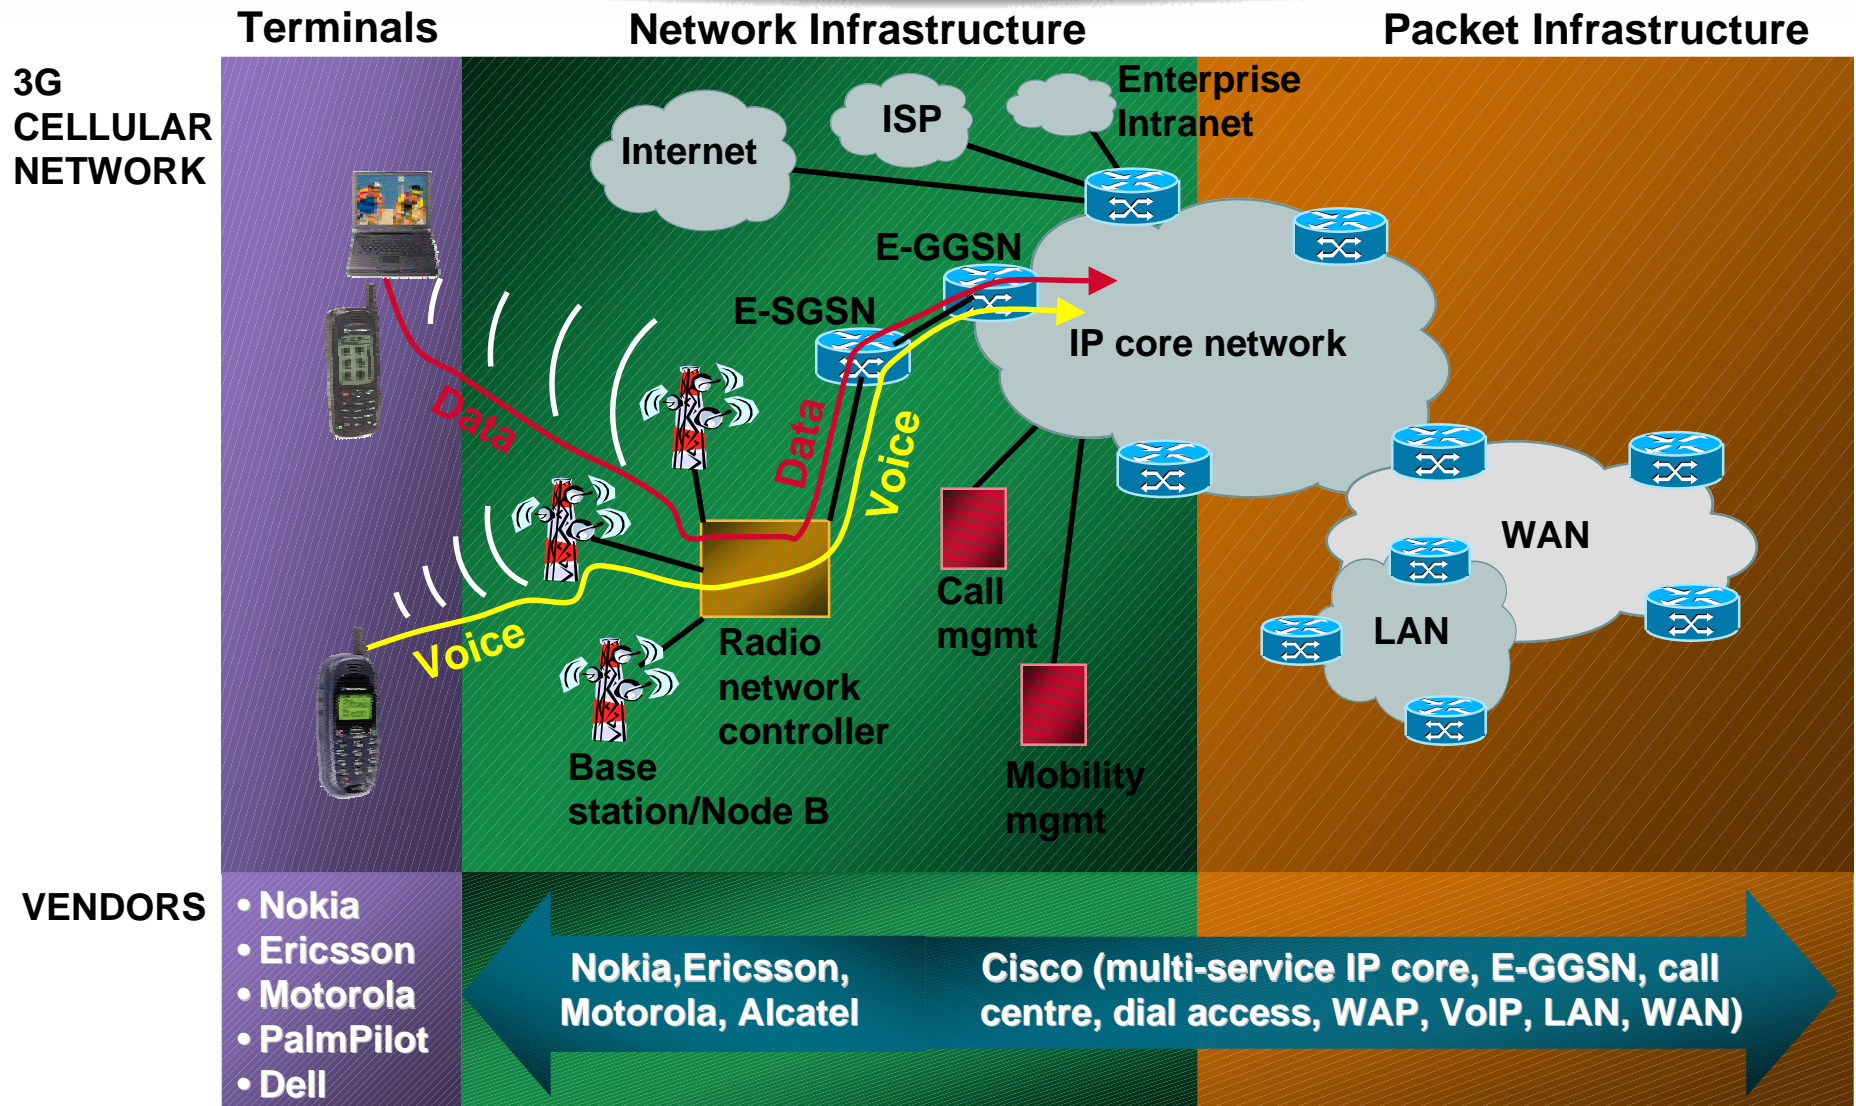 Terminals
Network Infrastructure
Packet Infrastructure
3G
CELLULAR
NETWORK
Internet
ISP
Enterprise
Intranet
E-GGSN
E-SGSN
IP core network
Data
Data
Voice
Voice
WAN
LAN
Call
mgmt
Radio
network
controller
Mobility
mgmt
Base
station/Node B
VENDORS
• Nokia
• Ericsson
• Motorola
• PalmPilot
• Dell
Nokia,Ericsson,
Motorola, Alcatel
Cisco (multi-service IP core, E-GGSN, call
centre, dial access, WAP, VoIP, LAN, WAN)